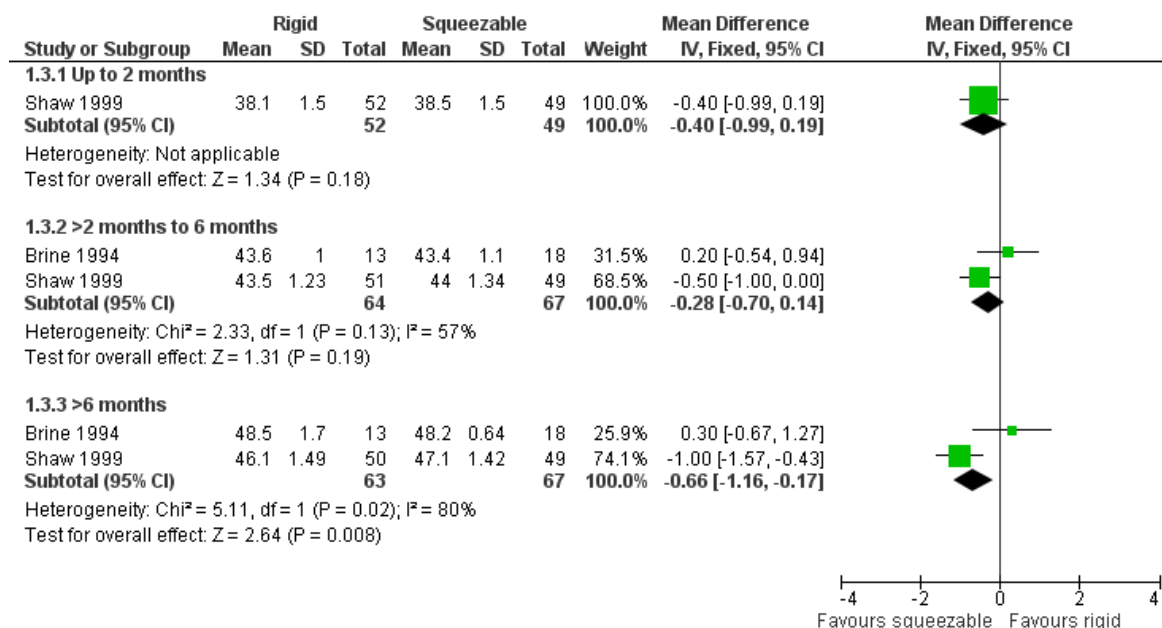 Rigid Squeezable Mean Difference Mean Difference
Study or Subgroup Mean SD Total Mean SD Total Weight IV, Fixed, 95% CI IV, Fixed, 95% CI
1.3.1 Up to 2 months
Shaw 1999 38.1 1.5 52 38.5 1.5 49 100.0% -0.40 [-0.99, 0.19]
Subtotal (95% CI) 52 49 100.0% -0.40 [-0.99, 0.19]
Heterogeneity: Not applicable
Test for overall effect: Z = 1.34 (P = 0.18)
1.3.2 >2 months to 6 months
Brine 1994 43.6 1 13 43.4 1.1 18 31.5% 0.20 [-0.54, 0.94]
Shaw 1999 43.5 1.23 51 44 1.34 49 68.5% -0.50 [-1.00, 0.00]
Subtotal (95% CI) 64 67 100.0% -0.28 [-0.70, 0.14]
Heterogeneity: Chi² = 2.33, df = 1 (P = 0.13); I² = 57%
Test for overall effect: Z = 1.31 (P = 0.19)
1.3.3 >6 months
Brine 1994 48.5 1.7 13 48.2 0.64 18 25.9% 0.30 [-0.67, 1.27]
Shaw 1999 46.1 1.49 50 47.1 1.42 49 74.1% -1.00 [-1.57, -0.43]
Subtotal (95% CI) 63 67 100.0% -0.66 [-1.16, -0.17]
Heterogeneity: Chi² = 5.11, df = 1 (P = 0.02); I² = 80%
Test for overall effect: Z = 2.64 (P = 0.008)
-4 -2 0 2 4
Favours squeezable Favours rigid